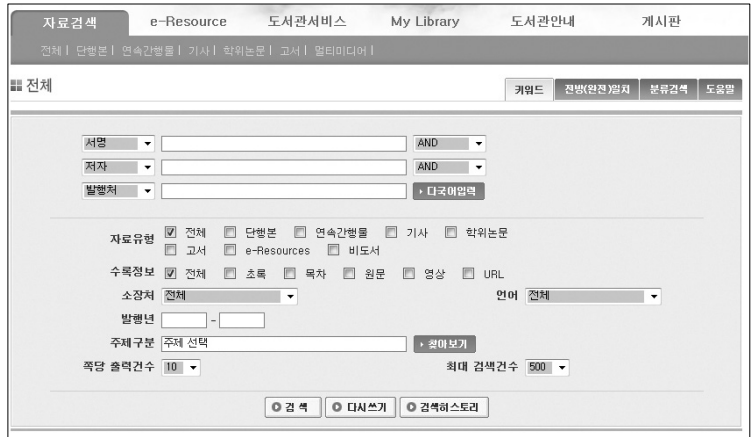 자료검색 e-Resource 도서관서비스 My Library 도서관안내 게시판
전체 | 단행본 | 연속간행물 | 기사 | 학위논문 | 고서 | 멀티미디어 |
전체 키워드 전방(완전)일치 분류검색 도움말
서명 AND
저자 AND
발행처 다국어입력
자료유형 전체 단행본 연속간행물 기사 학위논문
고서 e-Resources 비도서
수록정보 전체 초록 목차 원문 영상 URL
소장처 전체 언어 전체
발행년 -
주제구분 주제 선택 찾아보기
쪽당 출력건수 10 최대 검색건수 500
검색 다시쓰기 검색히스토리